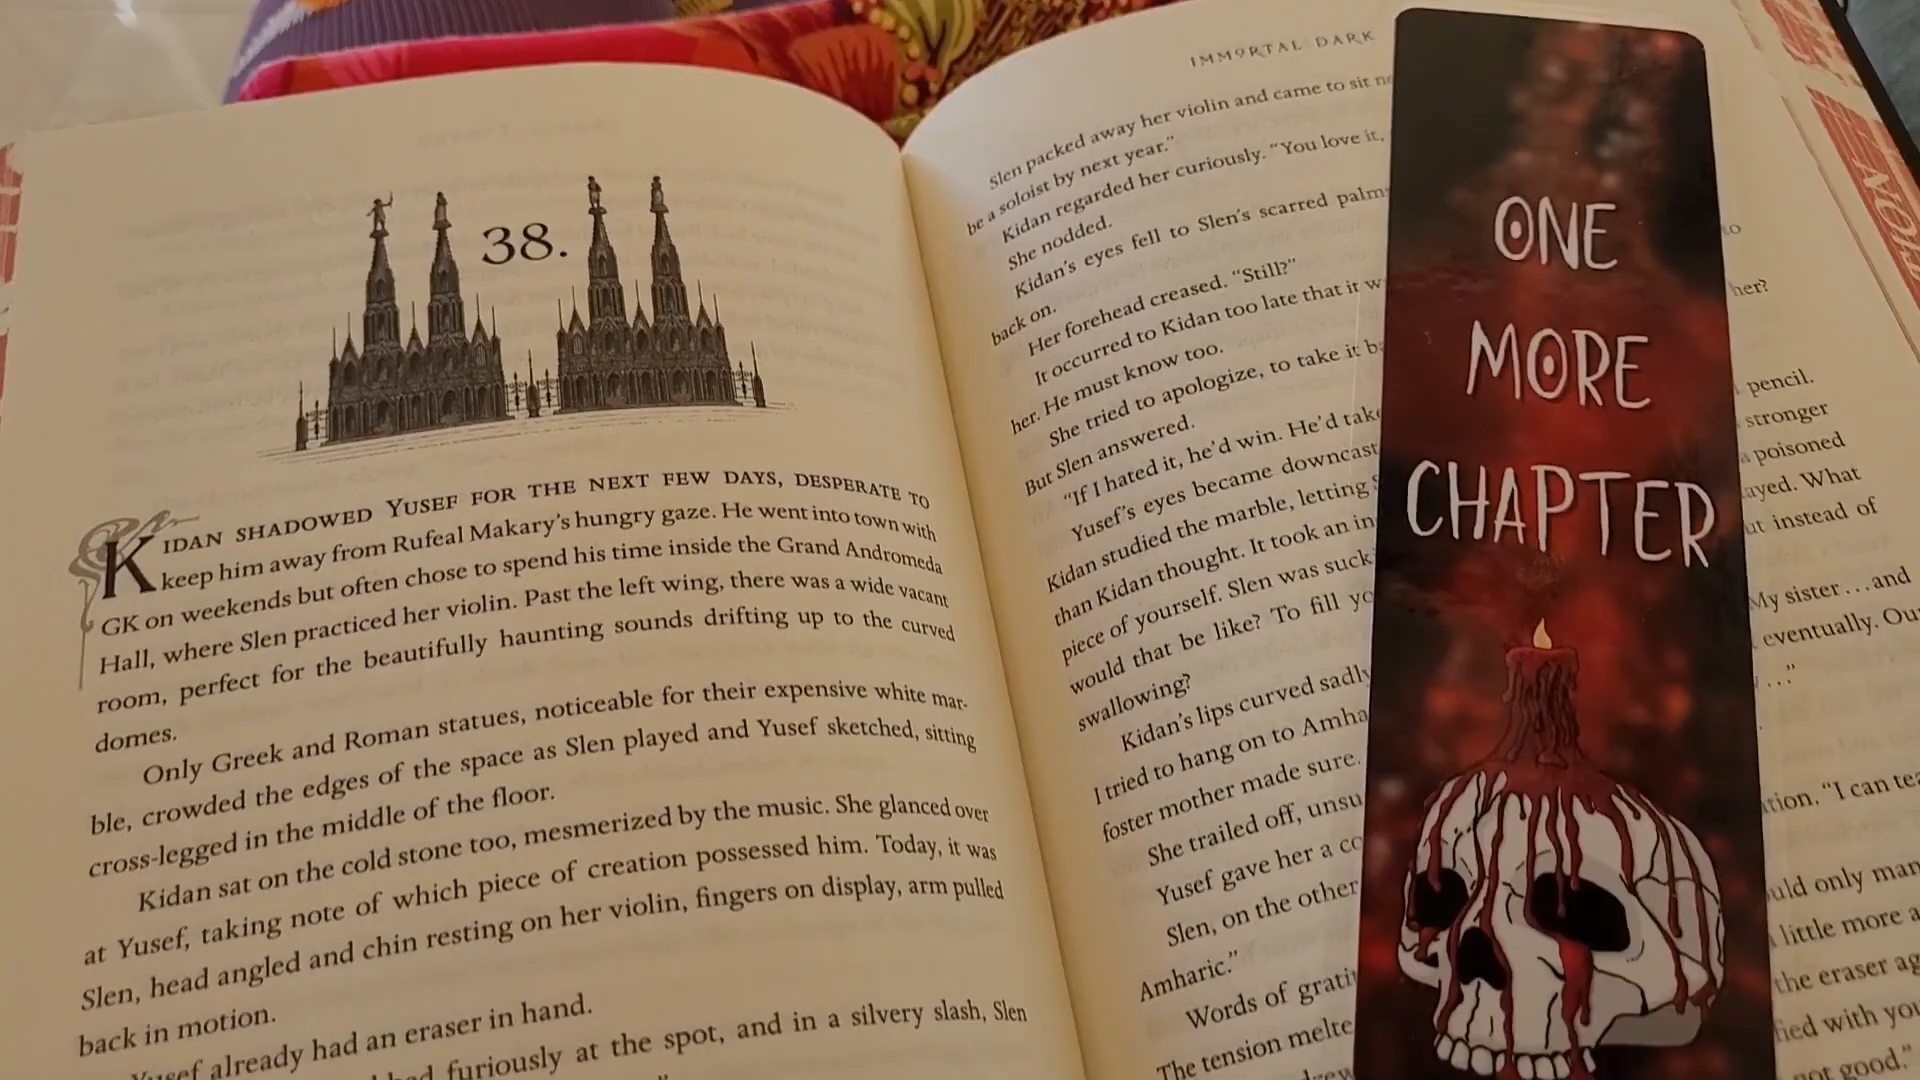 38.
KIDAN SHADOWED YUSEF FOR THE NEXT FEW DAYS, DESPERATE TO
keep him away from Rufeal Makary's hungry gaze. He went into town with
GK on weekends but often chose to spend his time inside the Grand Andromeda
Hall, where Slen practiced her violin. Past the left wing, there was a wide vacant
room, perfect for the beautifully haunting sounds drifting up to the curved
domes.
Only Greek and Roman statues, noticeable for their expensive white mar-
ble, crowded the edges of the space as Slen played and Yusef sketched, sitting
cross-legged in the middle of the floor.
Kidan sat on the cold stone too, mesmerized by the music. She glanced over
at Yusef, taking note of which piece of creation possessed him. Today, it was
Slen, head angled and chin resting on her violin, fingers on display, arm pulled
back in motion.
Yusef already had an eraser in hand.
furiously at the spot, and in a silvery slash, Slen
IMMORTAL DARK
Slen packed away her violin and came to sit
be a soloist by next year."
Kidan regarded her curiously. "You love it,
She nodded.
Kidan's eyes fell to Slen's scarred palm
back on.
Her forehead creased. "Still?"
It occurred to Kidan too late that it
her. He must know too.
She tried to apologize, to take it
But Slen answered.
"If I hated it, he'd win. He'd take
Yusef's eyes became downcast
Kidan studied the marble, letting
than Kidan thought. It took an
piece of yourself. Slen was
would that be like? To fill
swallowing?
Kidan's lips curved sadly
I tried to hang on to
foster mother made sure.
She trailed off,
Yusef gave her a
Slen, on the other
Amharic."
Words of
The tension
her?
pencil.
stronger
a poisoned
What
instead of
My sister...and
eventually.
..."
"I can
only
little more
the eraser
with
not good."
ONE
MORE
CHAPTER